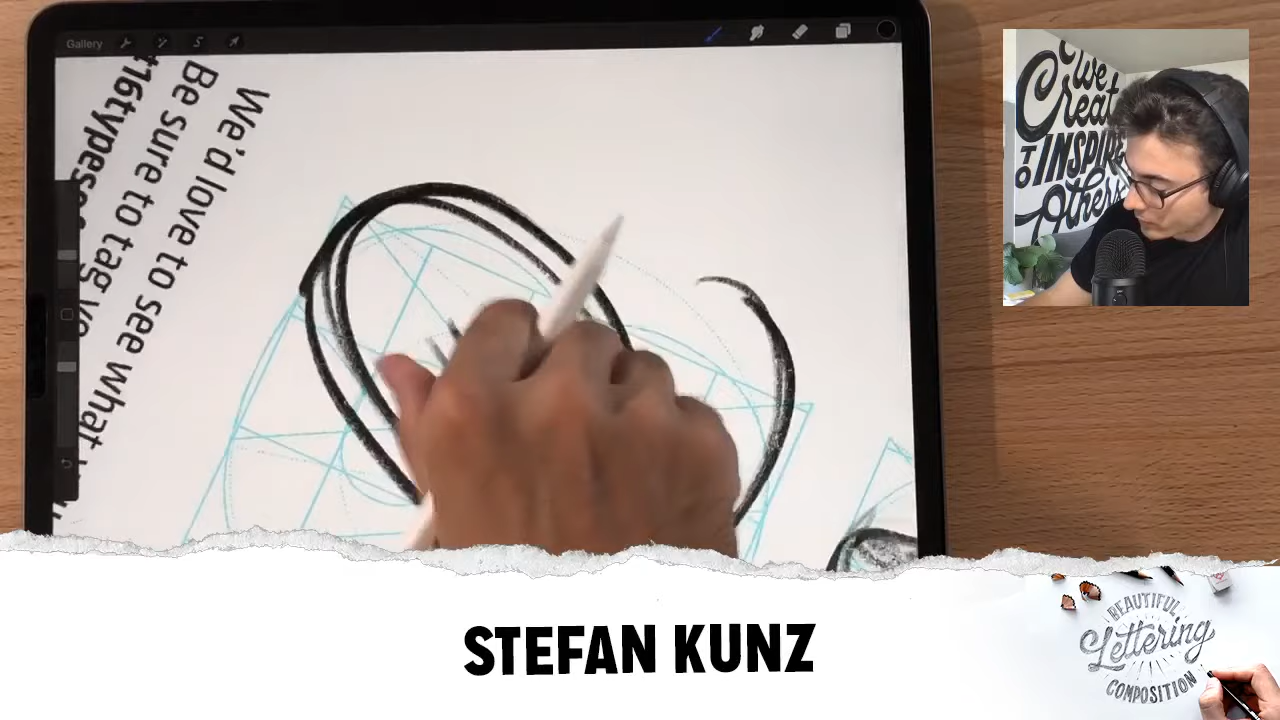 Gallery
We'd love to see what
Be sure to tag
#16types
We
Create
TO
INSPIRE
Others
STEFAN KUNZ
BEAUTIFUL
Lettering
COMPOSITION